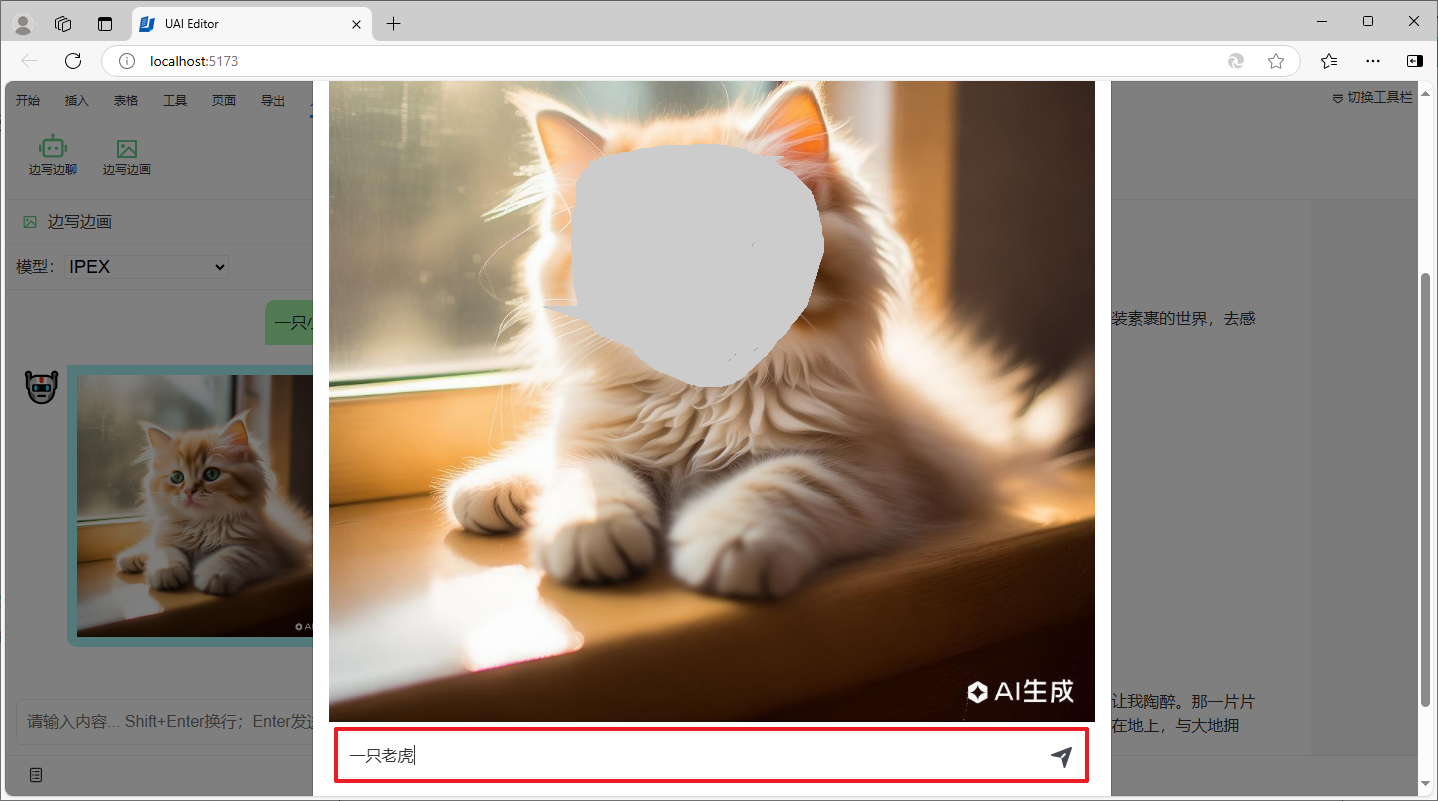 UAI Editor
localhost:5173
开始 插入 表格 工具 页面 导出
切换工具栏
边写边聊 边写边画
边写边画
模型： IPEX
一只小
装素裹的世界，去感
AI生成
请输入内容... Shift+Enter换行；Enter发送
让我陶醉。那一片片
在地上，与大地拥
一只老虎